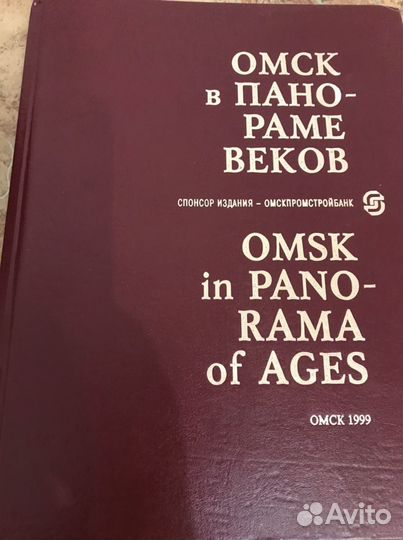 ОМСК
в ПАНО-
РАМЕ
ВЕКОВ
СПОНСОР ИЗДАНИЯ – ОМСКПРОМСТРОЙБАНК
OMSK
in PANO-
RAMA
of AGES
ОМСК 1999
Avito